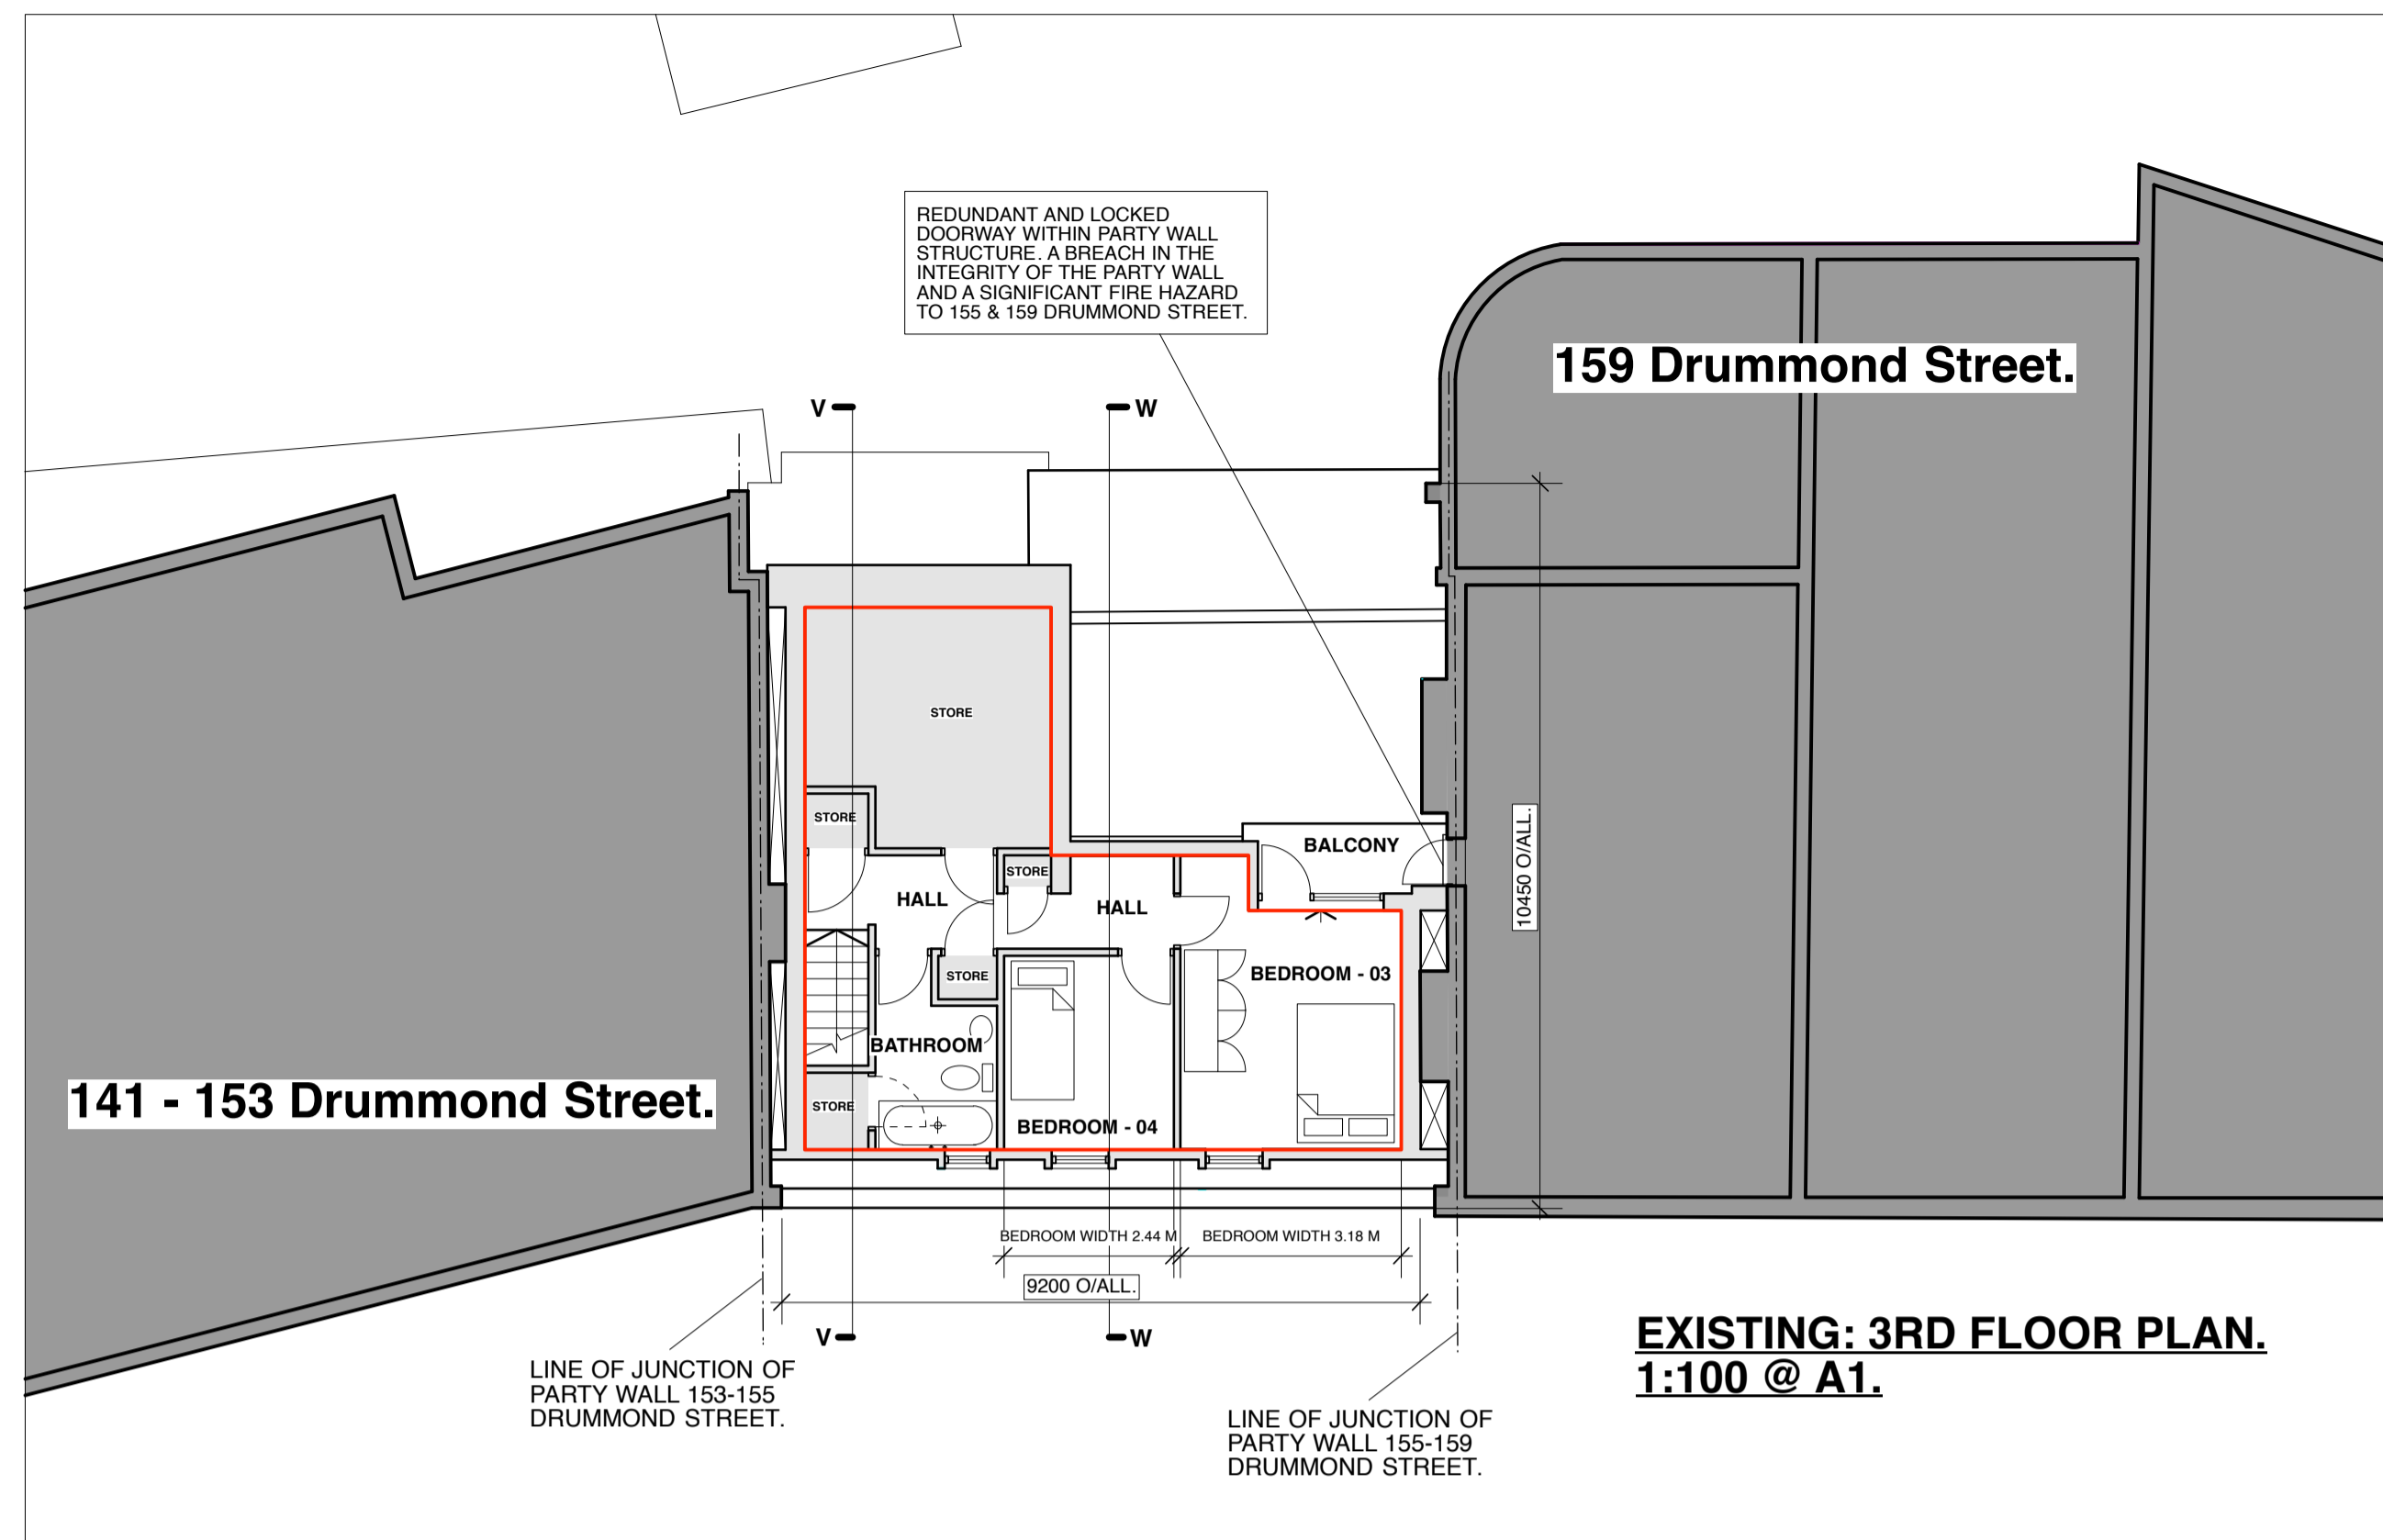 REDUNDANT AND LOCKED
DOORWAY WITHIN PARTY WALL
STRUCTURE. A BREACH IN THE
INTEGRITY OF THE PARTY WALL
AND A SIGNIFICANT FIRE HAZARD
TO 155 & 159 DRUMMOND STREET.
159 Drummond Street.
V
W
STORE
STORE
BALCONY
10450 O/ALL.
STORE
HALL
HALL
STORE
BEDROOM - 03
BATHROOM
141 - 153 Drummond Street.
STORE
BEDROOM - 04
BEDROOM WIDTH 2.44 M
BEDROOM WIDTH 3.18 M
9200 O/ALL.
V
W
EXISTING: 3RD FLOOR PLAN.
1:100 @ A1.
LINE OF JUNCTION OF
PARTY WALL 153-155
DRUMMOND STREET.
LINE OF JUNCTION OF
PARTY WALL 155-159
DRUMMOND STREET.